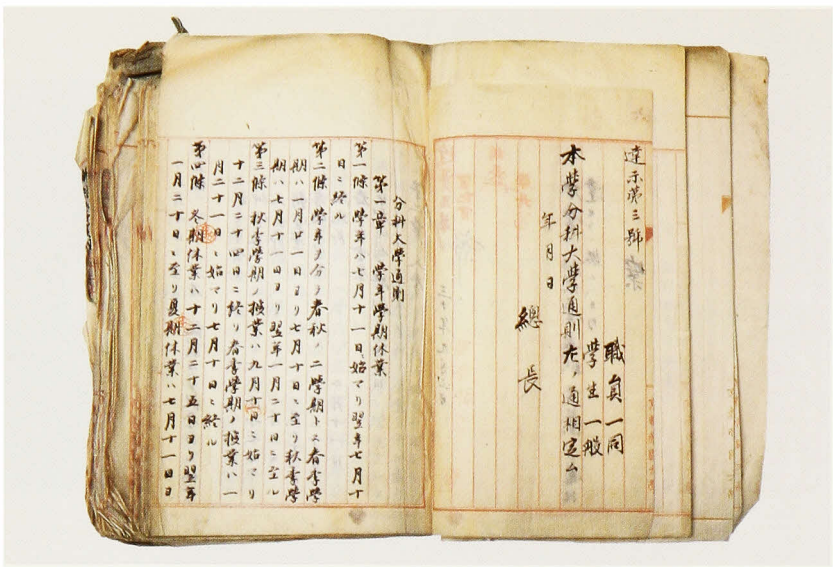 達示第三號
職員一同
學生一般
本學分科大學通則左ノ通相定ム
年月日
總長
分科大學通則
第一章 學年學期休業
第一條 學年ハ七月十一日ニ始マリ翌年七月十
日ニ終ル
第二條 學年ヲ分ツ春秋ノ二學期トス春季學
期ハ一月廿一日ヨリ七月十日ニ至リ秋季學
期ハ七月十一日ヨリ翌年一月二十日ニ至ル
第三條 秋季學期ノ授業ハ九月十一日ニ始マリ
十二月二十四日ニ終リ春季學期ノ授業ハ一
月二十一日ニ始マリ七月十日ニ終ル
第四條 冬期休業ハ十二月二十五日ヨリ翌年
一月二十日ニ至リ夏期休業ハ七月十一日ヨ